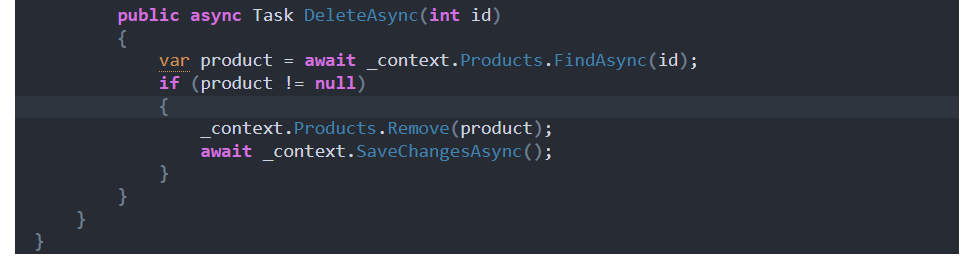 public async Task DeleteAsync(int id)
{
var product = await _context.Products.FindAsync(id);
if (product != null)
{
_context.Products.Remove(product);
await _context.SaveChangesAsync();
}
}
}
}